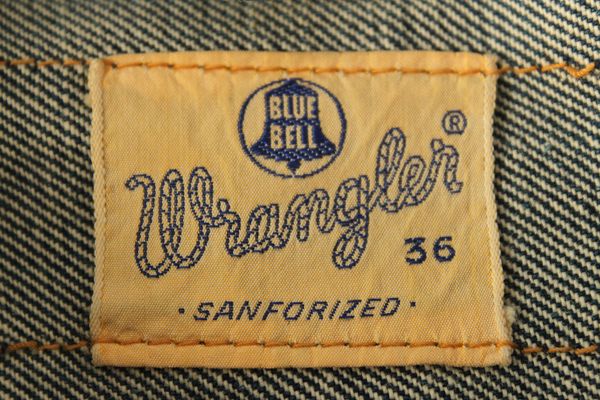 BLUE
BELL
Wrangler®
36
· SANFORIZED ·